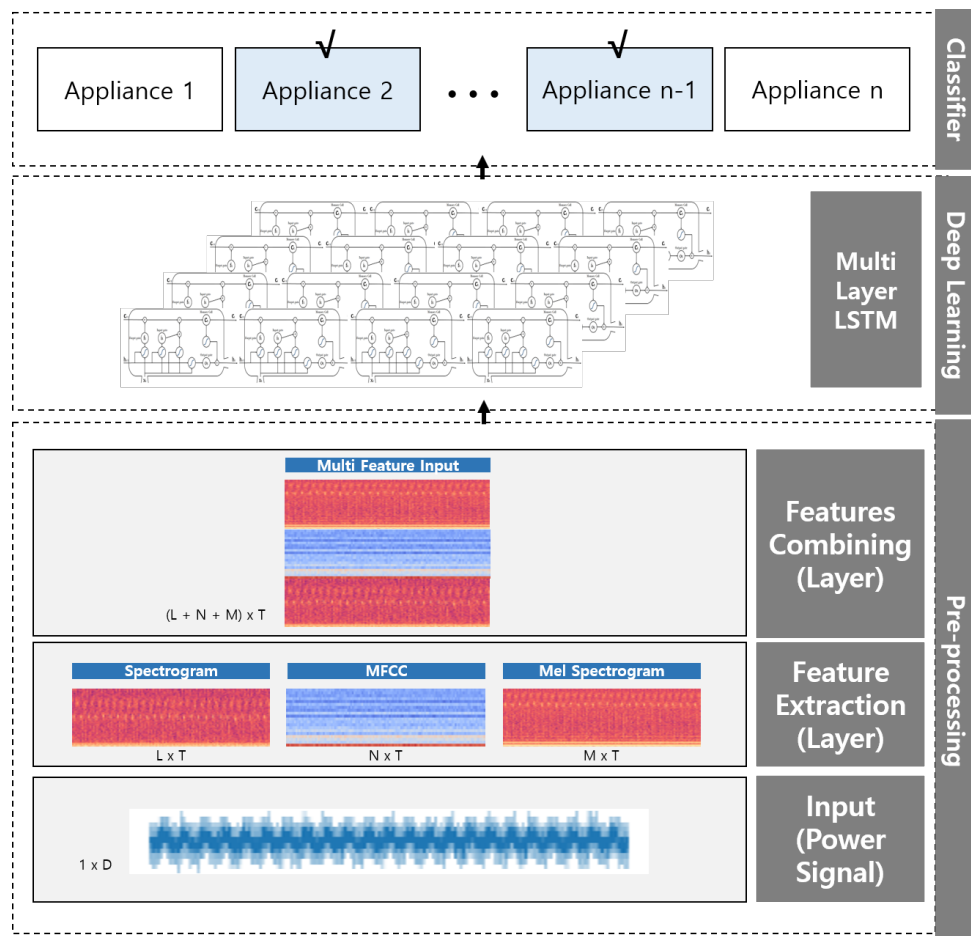 √
√
Appliance 1
Appliance 2
• • •
Appliance n-1
Appliance n
Classifier
Multi
Layer
LSTM
Deep Learning
Multi Feature Input
(L + N + M) x T
Features
Combining
(Layer)
Spectrogram
MFCC
Mel Spectrogram
L x T
N x T
M x T
Feature
Extraction
(Layer)
1 x D
Input
(Power
Signal)
Pre-processing